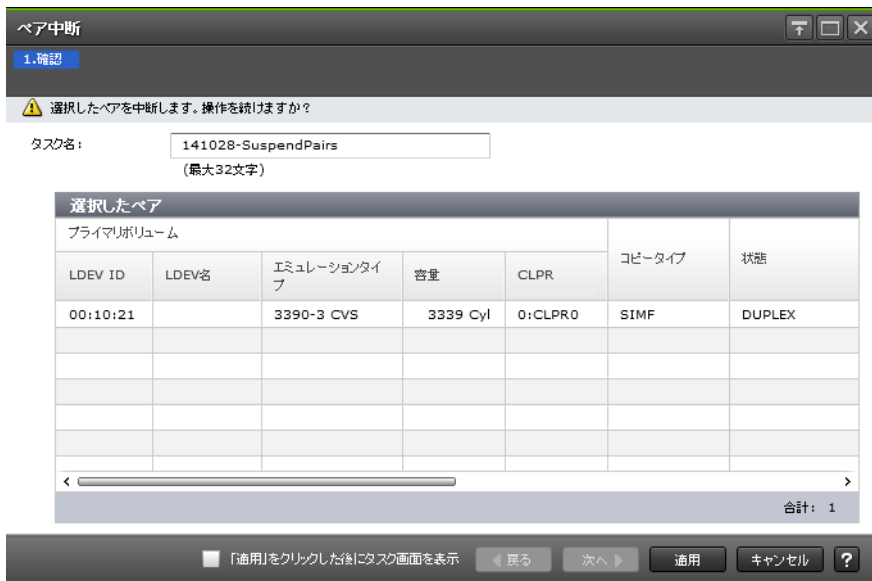 ペア中断
1.確認
選択したペアを中断します。操作を続けますか?
タスク名: 141028-SuspendPairs
(最大32文字)
選択したペア
プライマリボリューム コピータイプ 状態
LDEV ID LDEV名 エミュレーションタイプ 容量 CLPR
00:10:21 3390-3 CVS 3339 Cyl 0:CLPR0 SIMF DUPLEX
合計: 1
「適用」をクリックした後にタスク画面を表示 戻る 次へ 適用 キャンセル ?